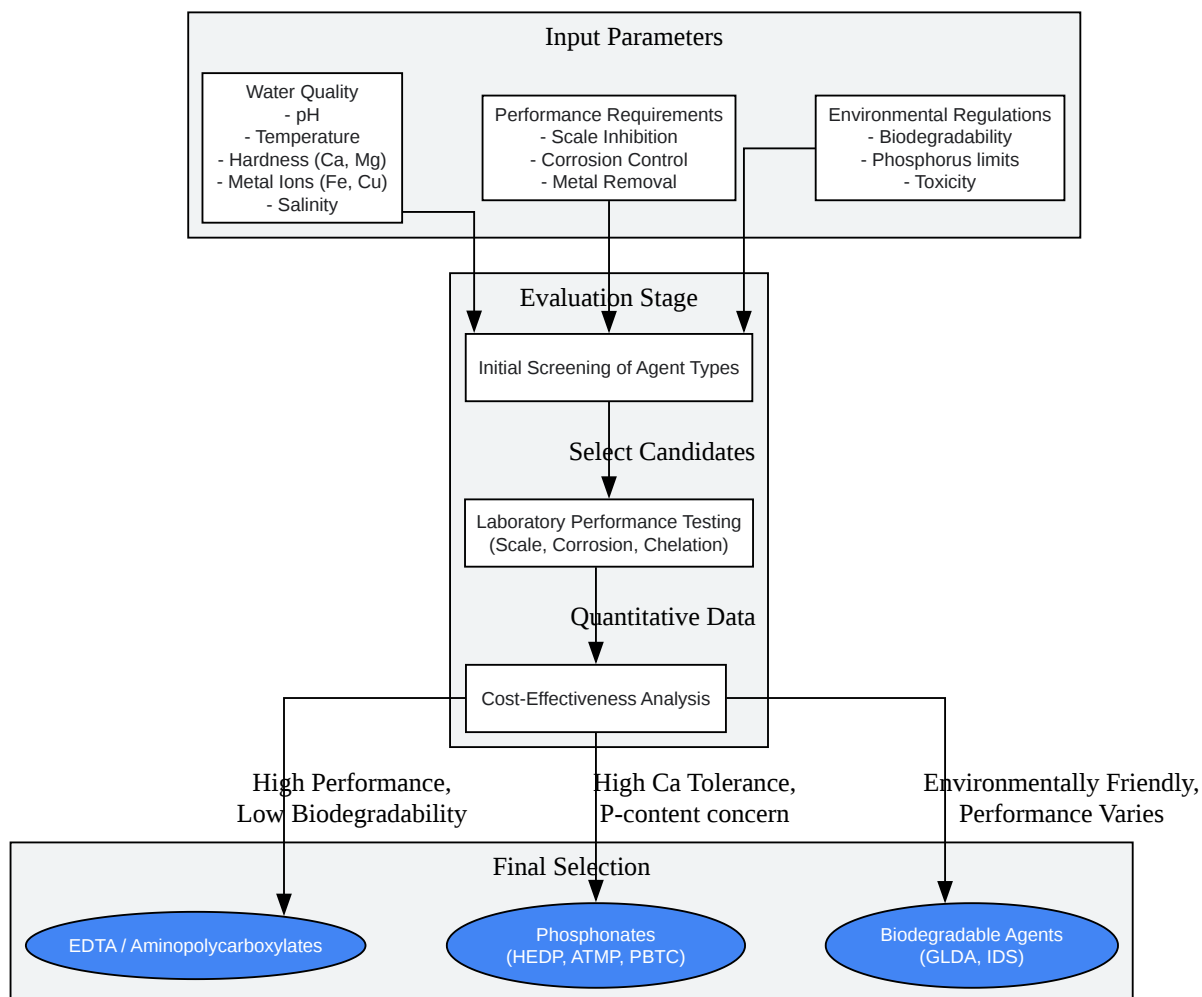 Input Parameters
Water Quality
- pH
- Temperature
- Hardness (Ca, Mg)
- Metal Ions (Fe, Cu)
- Salinity
Performance Requirements
- Scale Inhibition
- Corrosion Control
- Metal Removal
Environmental Regulations
- Biodegradability
- Phosphorus limits
- Toxicity
Evaluation Stage
Initial Screening of Agent Types
Select Candidates
Laboratory Performance Testing
(Scale, Corrosion, Chelation)
Quantitative Data
Cost-Effectiveness Analysis
High Performance,
Low Biodegradability
High Ca Tolerance,
P-content concern
Environmentally Friendly,
Performance Varies
Final Selection
EDTA / Aminopolycarboxylates
Phosphonates
(HEDP, ATMP, PBTC)
Biodegradable Agents
(GLDA, IDS)